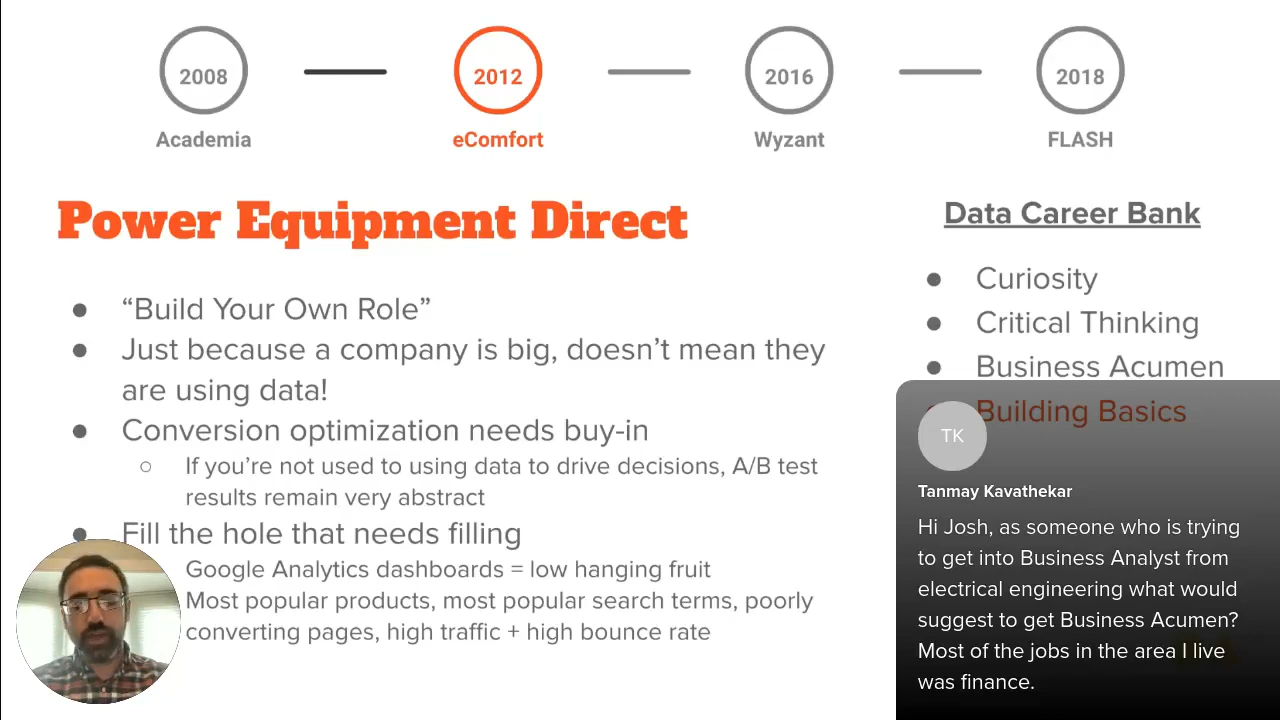 2008
2012
2016
2018
Academia
eComfort
Wyzant
FLASH
Power Equipment Direct
● “Build Your Own Role”
● Just because a company is big, doesn’t mean they
are using data!
● Conversion optimization needs buy-in
○ If you’re not used to using data to drive decisions, A/B test
results remain very abstract
● Fill the hole that needs filling
Google Analytics dashboards = low hanging fruit
Most popular products, most popular search terms, poorly
converting pages, high traffic + high bounce rate
Data Career Bank
● Curiosity
● Critical Thinking
● Business Acumen
● Building Basics
TK
Tanmay Kavathekar
Hi Josh, as someone who is trying
to get into Business Analyst from
electrical engineering what would
suggest to get Business Acumen?
Most of the jobs in the area I live
was finance.